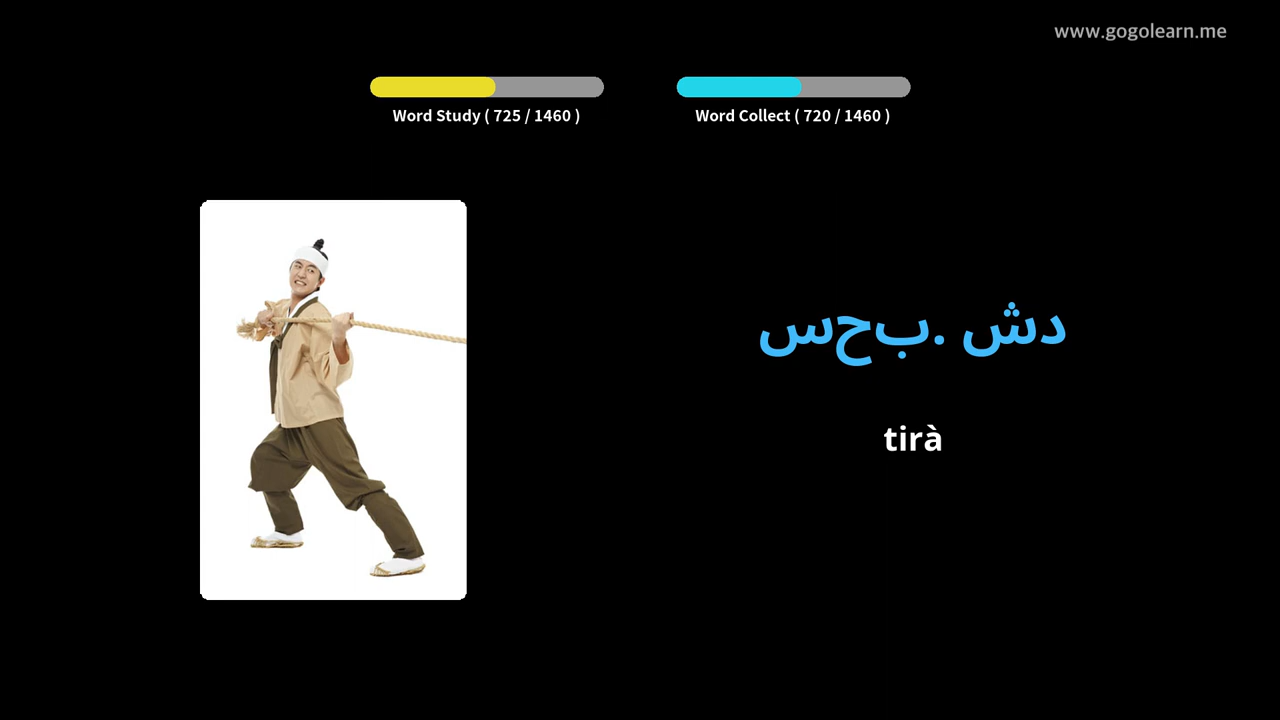 www.gogolearn.me
Word Study ( 725 / 1460 )
Word Collect ( 720 / 1460 )
دش .بحس
tirà